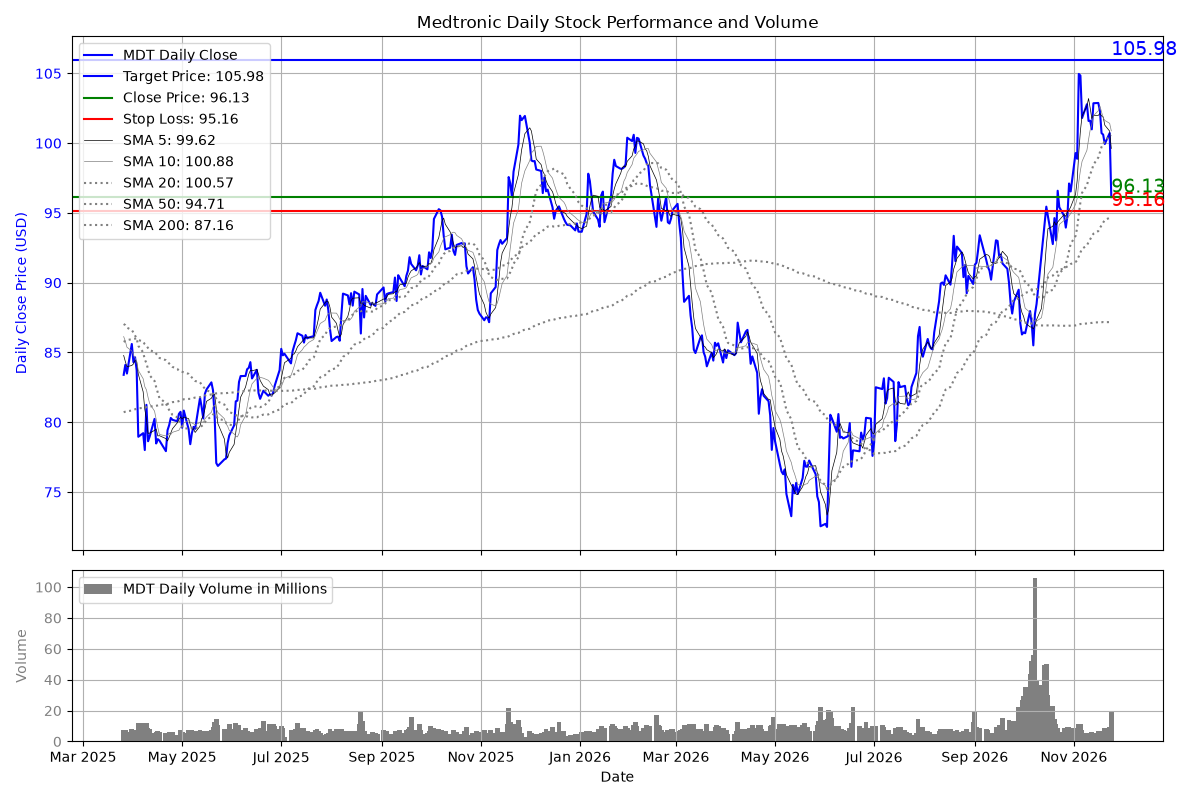 Medtronic Daily Stock Performance and Volume
105.98
MDT Daily Close
Target Price: 105.98
Close Price: 96.13
Stop Loss: 95.16
SMA 5: 99.62
SMA 10: 100.88
SMA 20: 100.57
SMA 50: 94.71
SMA 200: 87.16
105
100
95
90
85
80
75
Daily Close Price (USD)
96.13
95.16
MDT Daily Volume in Millions
100
80
60
40
20
0
Volume
Mar 2025 May 2025 Jul 2025 Sep 2025 Nov 2025 Jan 2026 Mar 2026 May 2026 Jul 2026 Sep 2026 Nov 2026
Date